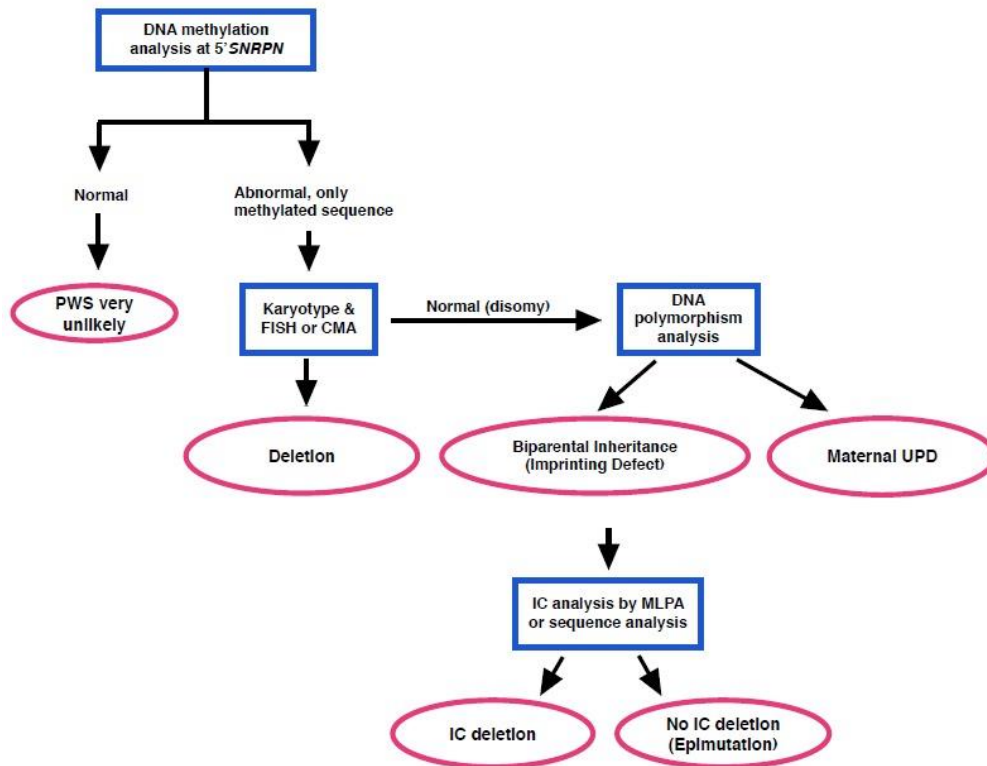 DNA methylation
analysis at 5'SNRPN
Normal
Abnormal, only
methylated sequence
PWS very
unlikely
Karyotype &
FISH or CMA
Normal (disomy)
DNA
polymorphism
analysis
Deletion
Biparental Inheritance
(Imprinting Defect)
Maternal UPD
IC analysis by MLPA
or sequence analysis
IC deletion
No IC deletion
(Epimutation)